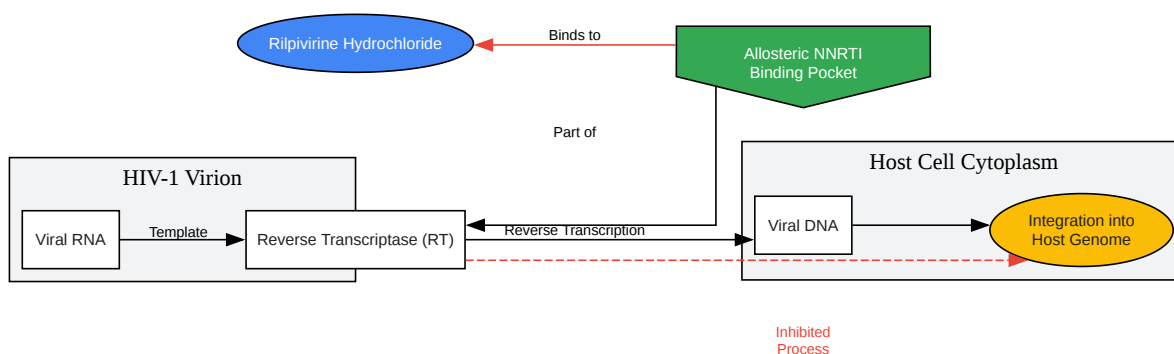 Rilpivirine Hydrochloride
Binds to
Allosteric NNRTI
Binding Pocket
Part of
HIV-1 Virion
Host Cell Cytoplasm
Viral RNA
Template
Reverse Transcriptase (RT)
Reverse Transcription
Viral DNA
Integration into
Host Genome
Inhibited
Process